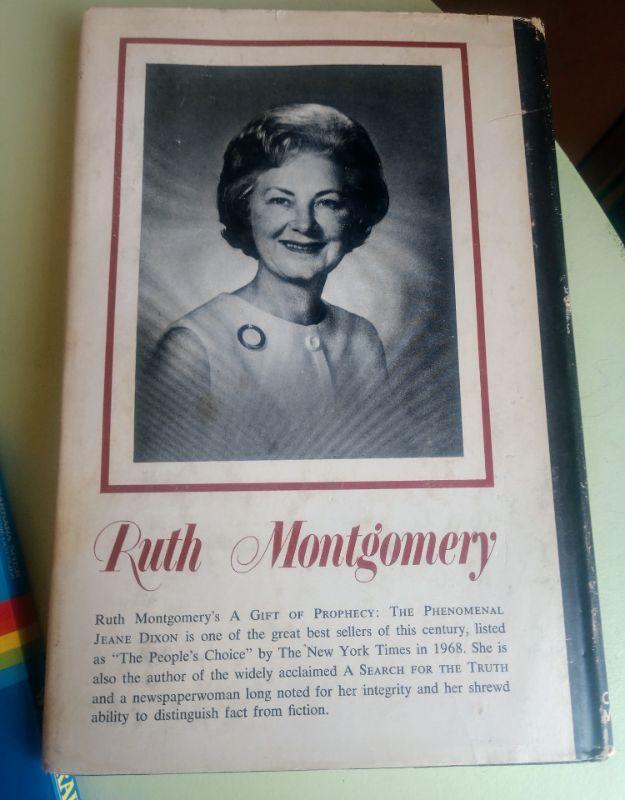 Ruth Montgomery
Ruth Montgomery's A GIFT OF PROPHECY: THE PHENOMENAL
JEANE DIXON is one of the great best sellers of this century, listed
as "The People's Choice" by The New York Times in 1968. She is
also the author of the widely acclaimed A SEARCH FOR THE TRUTH
and a newspaperwoman long noted for her integrity and her shrewd
ability to distinguish fact from fiction.